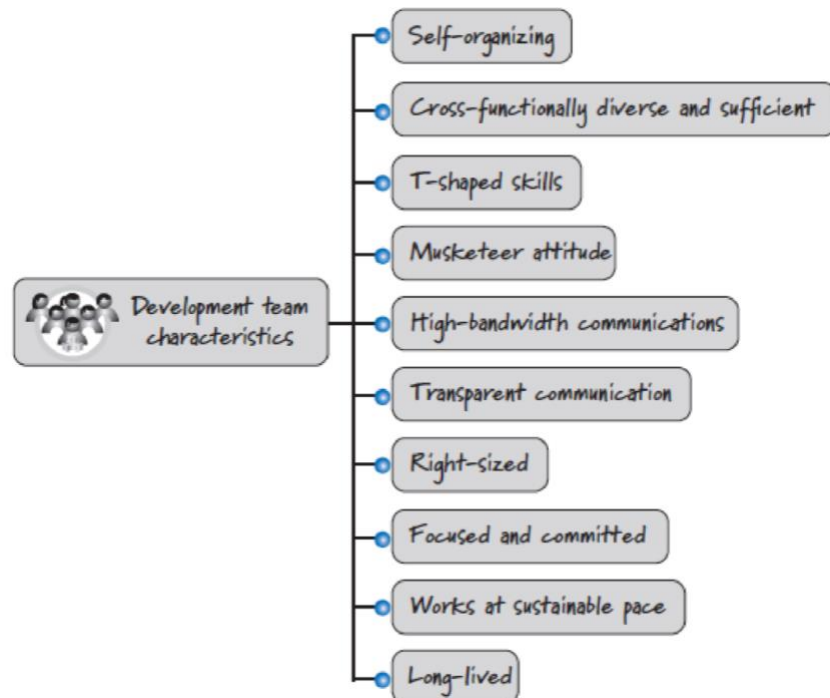 Self-organizing
Cross-functionally diverse and sufficient
T-shaped skills
Musketeer attitude
Development team
characteristics
High-bandwidth communications
Transparent communication
Right-sized
Focused and committed
Works at sustainable pace
Long-lived